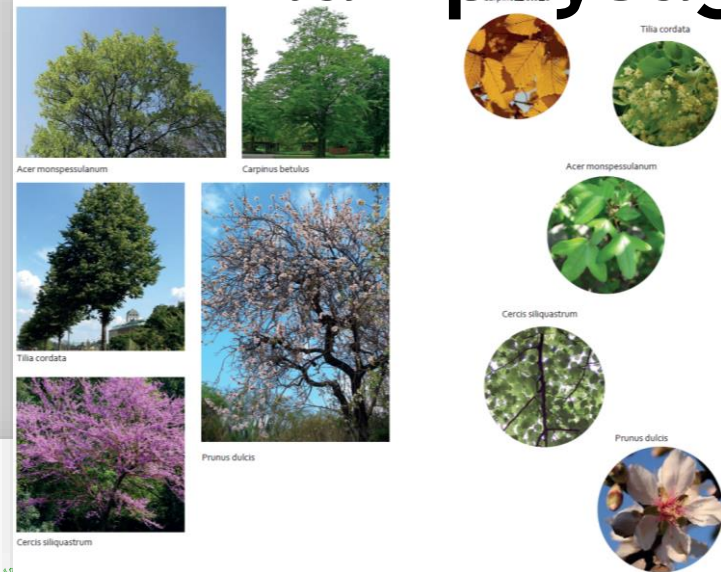 Acer monspessulanum
Carpinus betulus
Tilia cordata
Prunus dulcis
Cercis siliquastrum
Tilia cordata
Acer monspessulanum
Cercis siliquastrum
Prunus dulcis